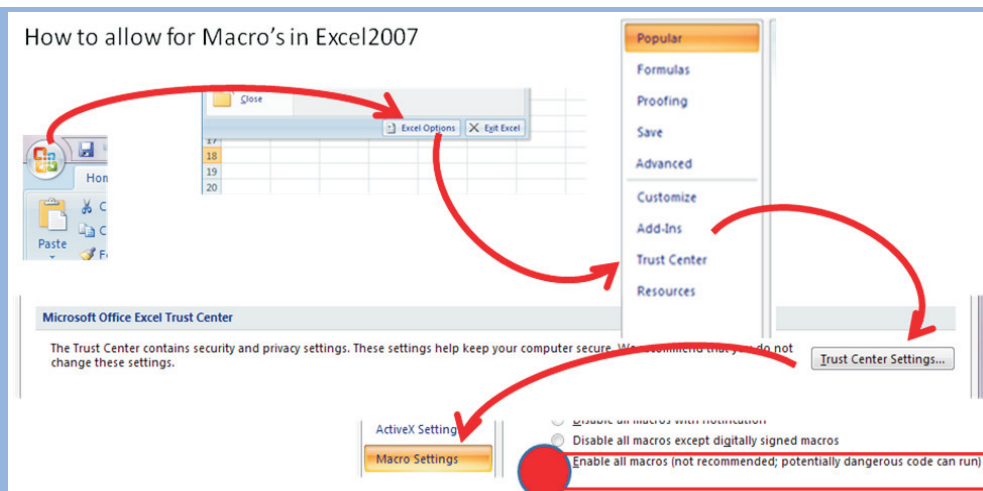 How to allow for Macro's in Excel2007
Popular
Formulas
Proofing
Save
Advanced
Customize
Add-Ins
Trust Center
Resources
Close
Excel Options
Exit Excel
17
18
19
20
Hon
C
C
Paste
F
Microsoft Office Excel Trust Center
The Trust Center contains security and privacy settings. These settings help keep your computer secure. We recommend that you do not
change these settings.
Trust Center Settings...
ActiveX Setting
Macro Settings
Disable all macros with notification
Disable all macros except digitally signed macros
Enable all macros (not recommended; potentially dangerous code can run)